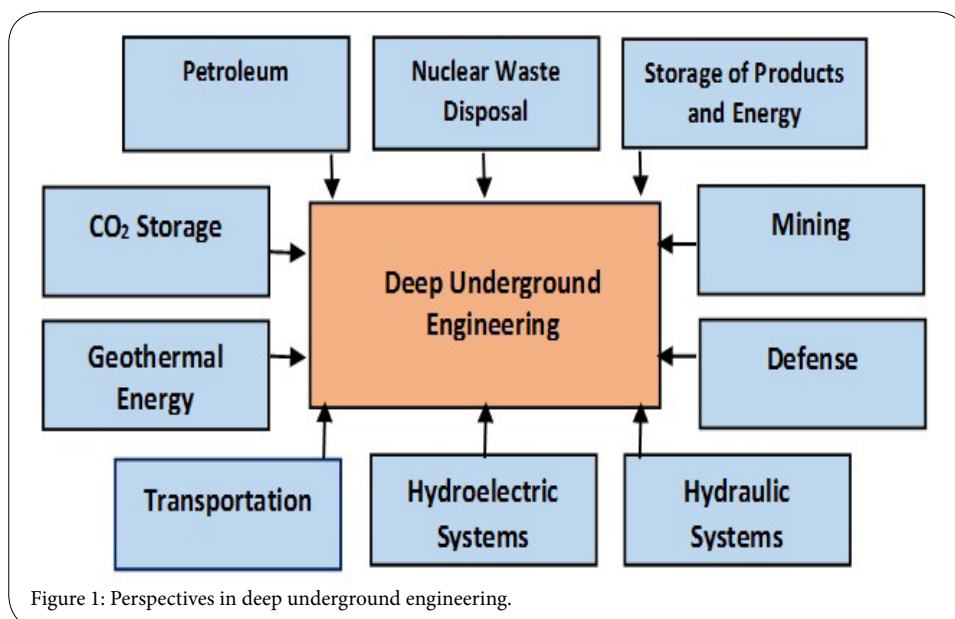 Petroleum
Nuclear Waste
Disposal
Storage of Products
and Energy
CO₂ Storage
Mining
Deep Underground
Engineering
Geothermal
Energy
Defense
Transportation
Hydroelectric
Systems
Hydraulic
Systems
Figure 1: Perspectives in deep underground engineering.